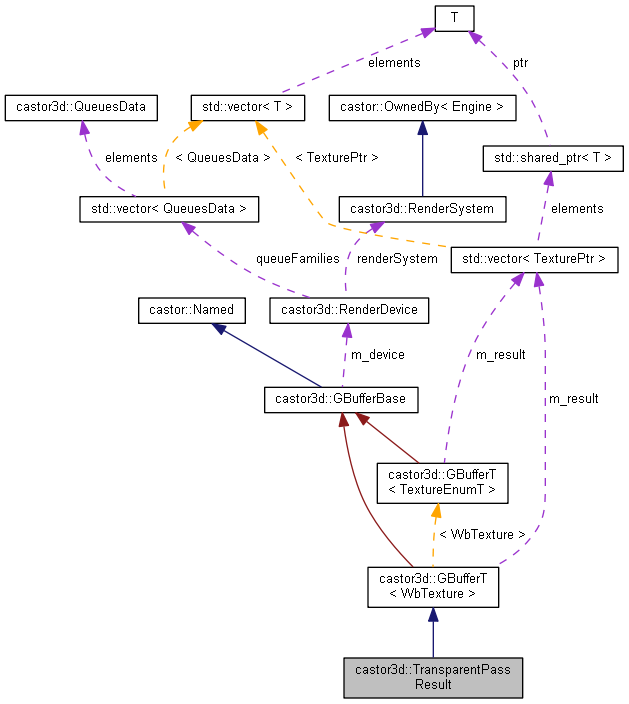 T
elements
ptr
castor3d::QueuesData
std::vector< T >
castor::OwnedBy< Engine >
elements
< QueuesData >
< TexturePtr >
std::shared_ptr< T >
std::vector< QueuesData >
castor3d::RenderSystem
elements
queueFamilies
renderSystem
std::vector< TexturePtr >
castor::Named
castor3d::RenderDevice
m_device
m_result
castor3d::GBufferBase
m_result
castor3d::GBufferT
< TextureEnumT >
< WbTexture >
castor3d::GBufferT
< WbTexture >
castor3d::TransparentPass
Result